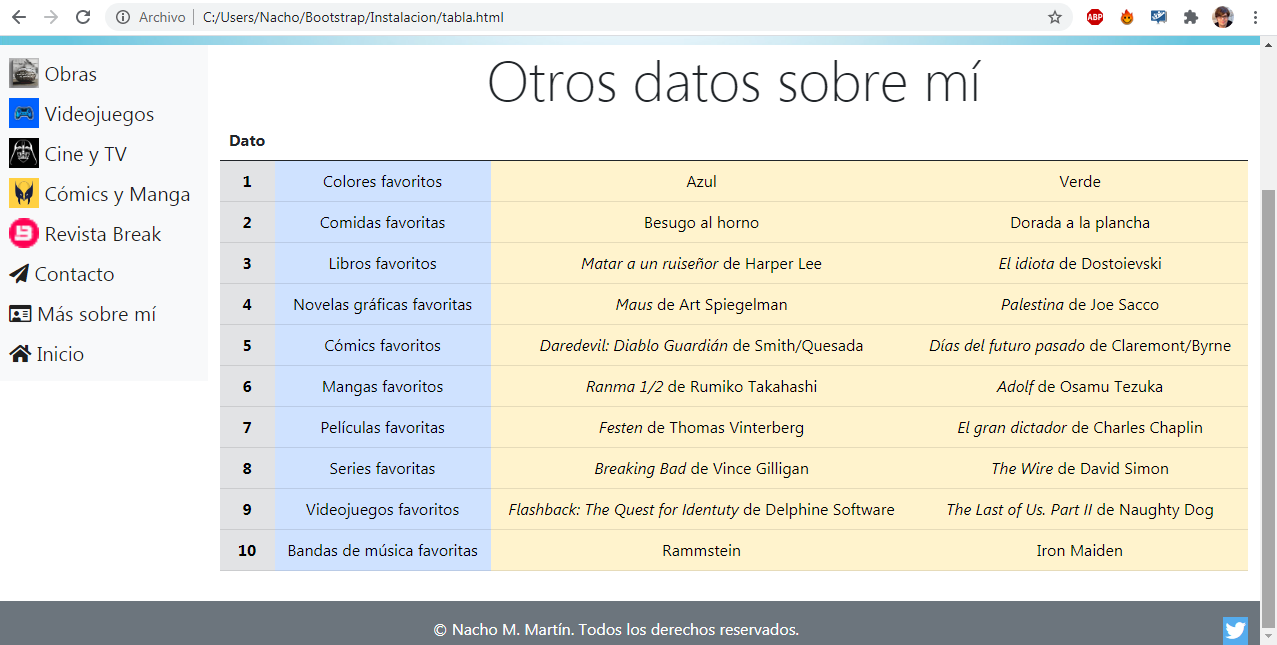 Archivo C:/Users/Nacho/Bootstrap/Instalacion/tabla.html
ABP
Obras
Videojuegos
Cine y TV
Cómics y Manga
Revista Break
Contacto
Más sobre mí
Inicio
Otros datos sobre mí
Dato
1 Colores favoritos Azul Verde
2 Comidas favoritas Besugo al horno Dorada a la plancha
3 Libros favoritos Matar a un ruiseñor de Harper Lee El idiota de Dostoievski
4 Novelas gráficas favoritas Maus de Art Spiegelman Palestina de Joe Sacco
5 Cómics favoritos Daredevil: Diablo Guardián de Smith/Quesada Días del futuro pasado de Claremont/Byrne
6 Mangas favoritos Ranma 1/2 de Rumiko Takahashi Adolf de Osamu Tezuka
7 Películas favoritas Festen de Thomas Vinterberg El gran dictador de Charles Chaplin
8 Series favoritas Breaking Bad de Vince Gilligan The Wire de David Simon
9 Videojuegos favoritos Flashback: The Quest for Identuty de Delphine Software The Last of Us. Part II de Naughty Dog
10 Bandas de música favoritas Rammstein Iron Maiden
© Nacho M. Martín. Todos los derechos reservados.